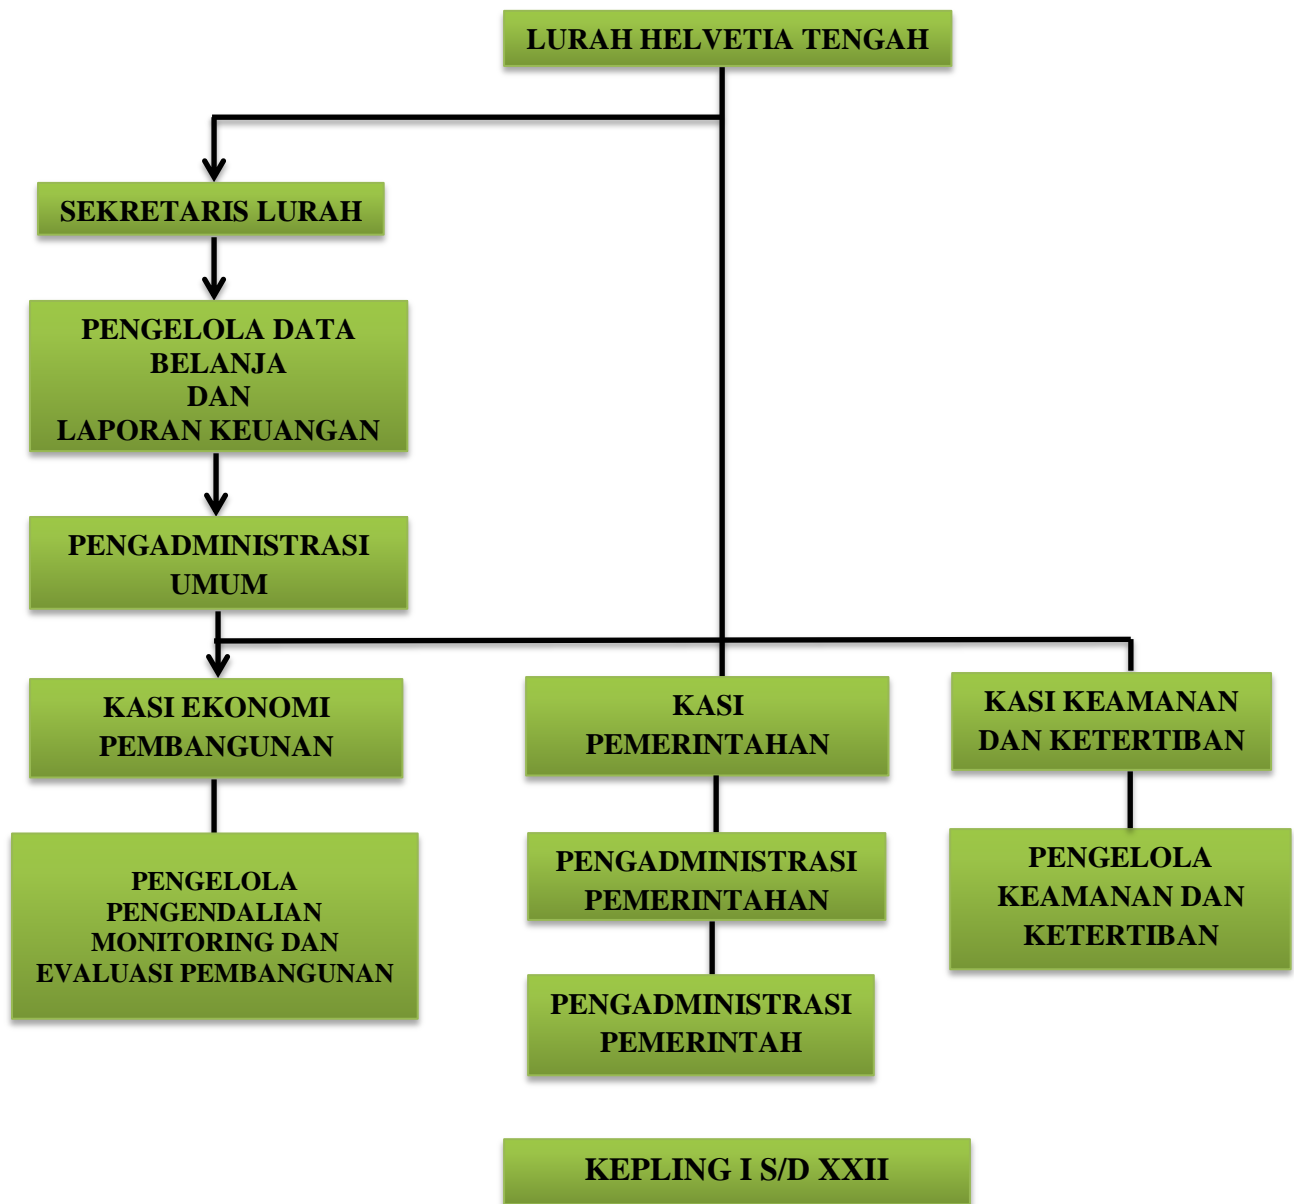 LURAH HELVETIA TENGAH
SEKRETARIS LURAH
PENGELOLA DATA
BELANJA
DAN
LAPORAN KEUANGAN
PENGADMINISTRASI
UMUM
KASI EKONOMI
PEMBANGUNAN
KASI
PEMERINTAHAN
KASI KEAMANAN
DAN KETERTIBAN
PENGELOLA
PENGENDALIAN
MONITORING DAN
EVALUASI PEMBANGUNAN
PENGADMINISTRASI
PEMERINTAHAN
PENGELOLA
KEAMANAN DAN
KETERTIBAN
PENGADMINISTRASI
PEMERINTAH
KEPLING I S/D XXII